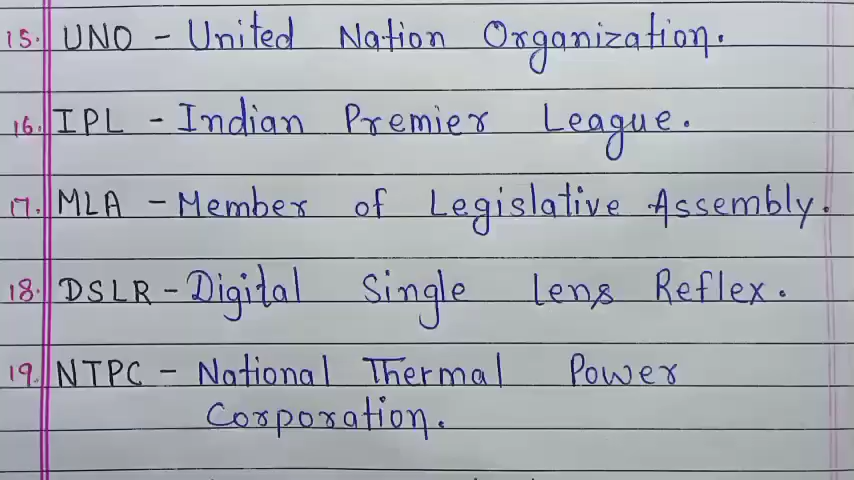 15. UNO - United Nation Organization.
16. IPL - Indian Premier League.
17. MLA - Member of Legislative Assembly.
18. DSLR - Digital Single Lens Reflex.
19. NTPC - National Thermal Power
Corporation.